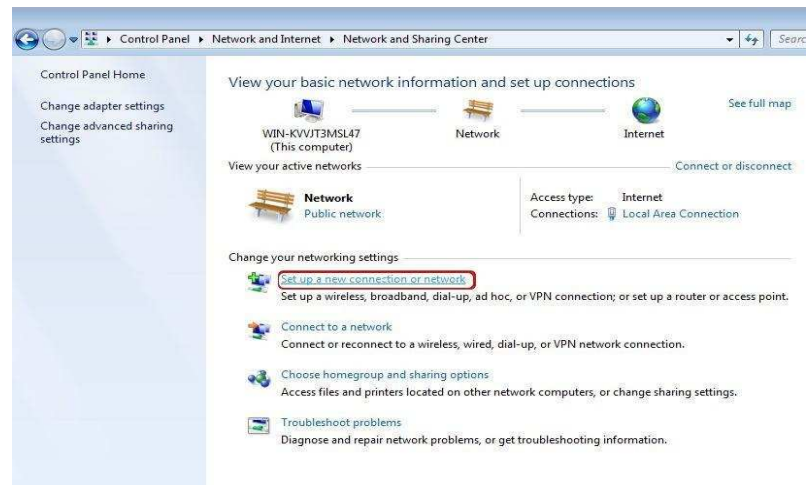 Control Panel ▸ Network and Internet ▸ Network and Sharing Center
Control Panel Home
Change adapter settings
Change advanced sharing
settings
View your basic network information and set up connections
See full map
WIN-KVVJT3MSL47
(This computer)
Network
Internet
View your active networks
Connect or disconnect
Network
Public network
Access type: Internet
Connections: Local Area Connection
Change your networking settings
Set up a new connection or network
Set up a wireless, broadband, dial-up, ad hoc, or VPN connection; or set up a router or access point.
Connect to a network
Connect or reconnect to a wireless, wired, dial-up, or VPN network connection.
Choose homegroup and sharing options
Access files and printers located on other network computers, or change sharing settings.
Troubleshoot problems
Diagnose and repair network problems, or get troubleshooting information.